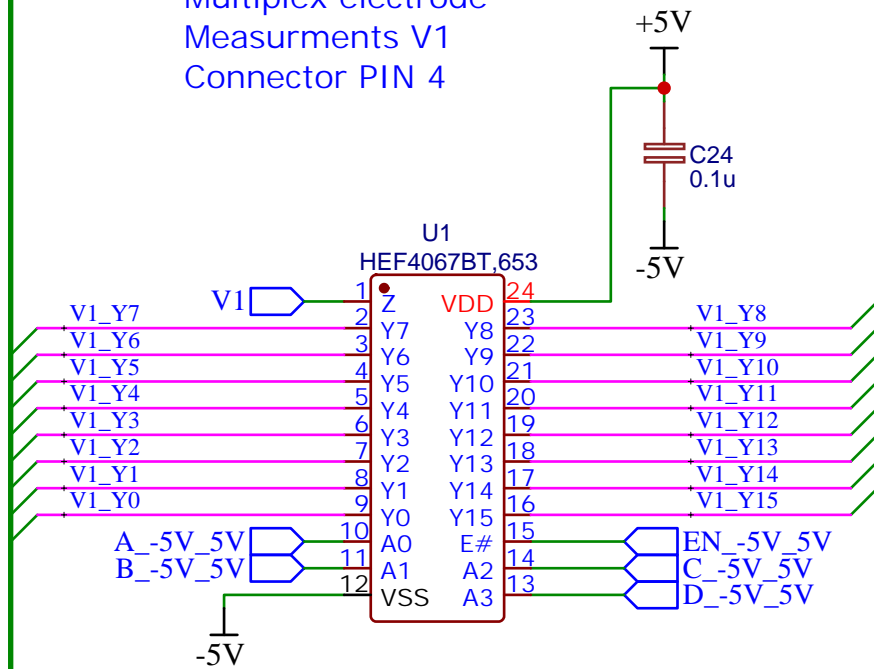 Multiplex electrode
Measurments V1
Connector PIN 4
+5V
C24
0.1u
-5V
U1
HEF4067BT,653
V1 1 Z VDD 24
V1_Y7 2 Y7 Y8 23 V1_Y8
V1_Y6 3 Y6 Y9 22 V1_Y9
V1_Y5 4 Y5 Y10 21 V1_Y10
V1_Y4 5 Y4 Y11 20 V1_Y11
V1_Y3 6 Y3 Y12 19 V1_Y12
V1_Y2 7 Y2 Y13 18 V1_Y13
V1_Y1 8 Y1 Y14 17 V1_Y14
V1_Y0 9 Y0 Y15 16 V1_Y15
A_-5V_5V 10 A0 E# 15 EN_-5V_5V
B_-5V_5V 11 A1 A2 14 C_-5V_5V
12 VSS A3 13 D_-5V_5V
-5V